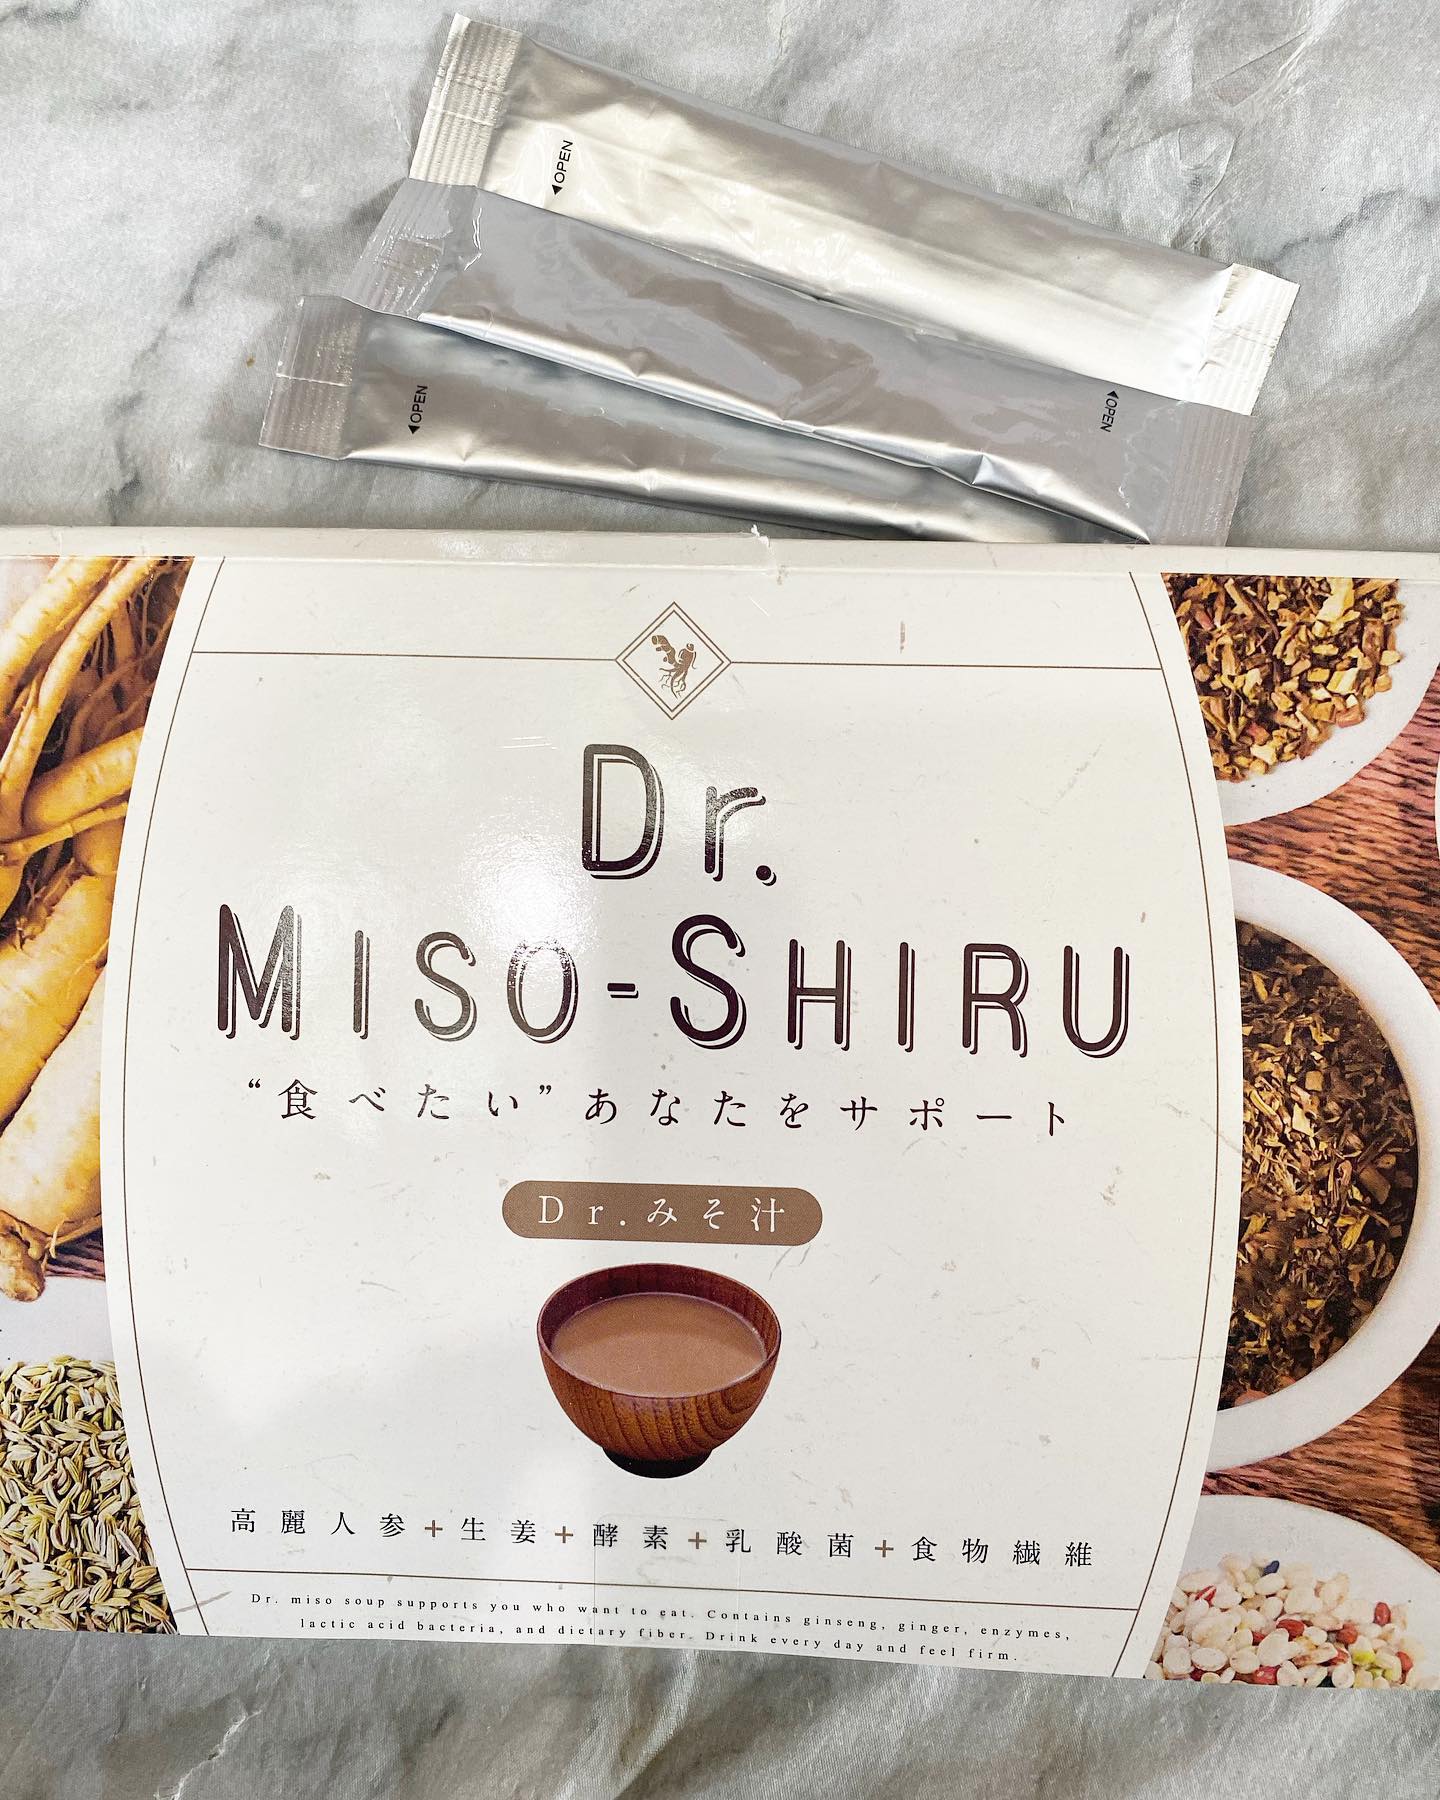 ◀OPEN
◀OPEN
◀OPEN
Dr.
MISO-SHIRU
“食べたい”あなたをサポート
Dr.みそ汁
高麗人参+生姜+酵素+乳酸菌+食物繊維
Dr. miso soup supports you who want to eat. Contains ginseng, ginger, enzymes,
lactic acid bacteria, and dietary fiber. Drink every day and feel firm.